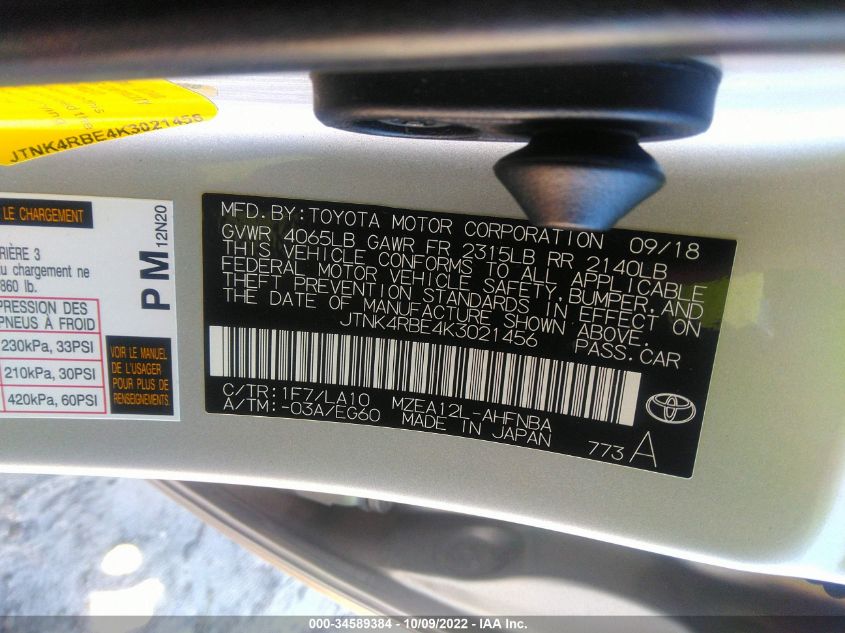 JTNK4RBE4K3021456
LE CHARGEMENT
PM 12N20
RIÈRE 3
au chargement ne
860 lb.
PRESSION DES
PNEUS À FROID
230kPa, 33PSI
210kPa, 30PSI
420kPa, 60PSI
VOIR LE MANUEL
DE L'USAGER
POUR PLUS DE
RENSEIGNEMENTS
MFD. BY: TOYOTA MOTOR CORPORATION 09/18
GVWR 4065LB GAWR FR 2315LB RR 2140LB
THIS VEHICLE CONFORMS TO ALL APPLICABLE
FEDERAL MOTOR VEHICLE SAFETY, BUMPER, AND
THEFT PREVENTION STANDARDS IN EFFECT ON
THE DATE OF MANUFACTURE SHOWN ABOVE.
JTNK4RBE4K3021456 PASS. CAR
C/TR: 1F7/LA10 MZEA12L-AHFNBA
A/TM: -03A/EG60 MADE IN JAPAN
773 A
000-34589384 - 10/09/2022 - IAA Inc.